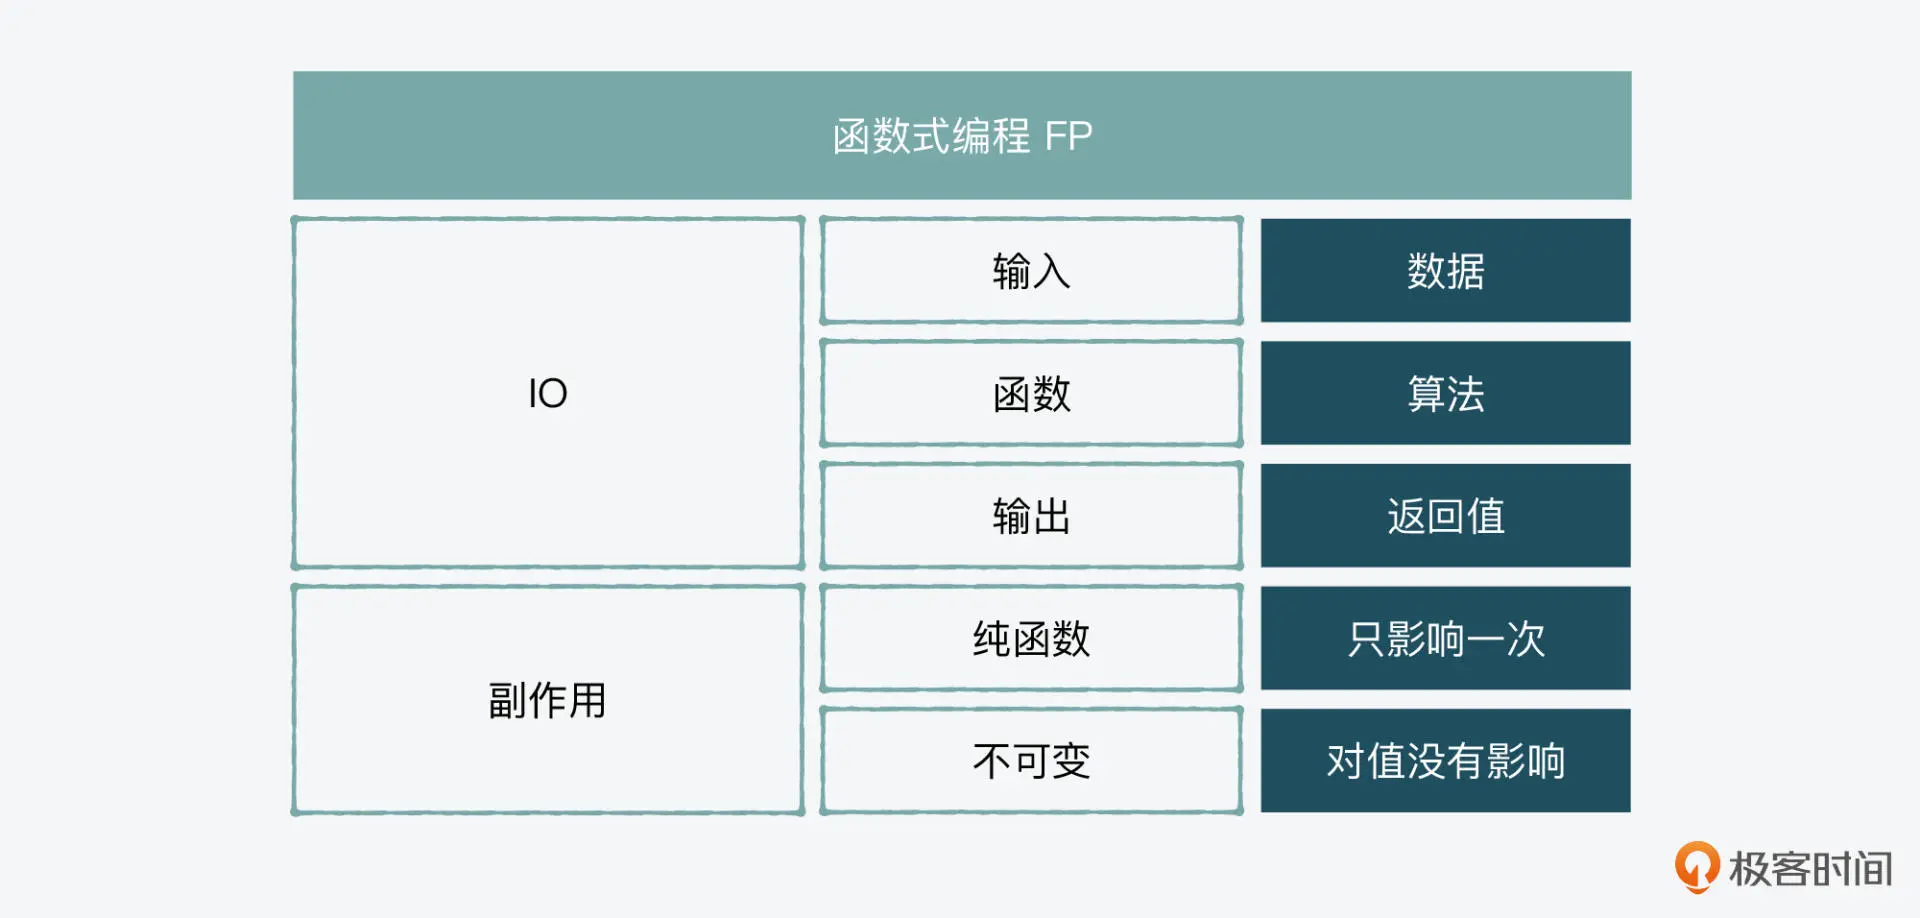 函数式编程 FP
IO
输入
数据
函数
算法
输出
返回值
副作用
纯函数
只影响一次
不可变
对值没有影响
极客时间